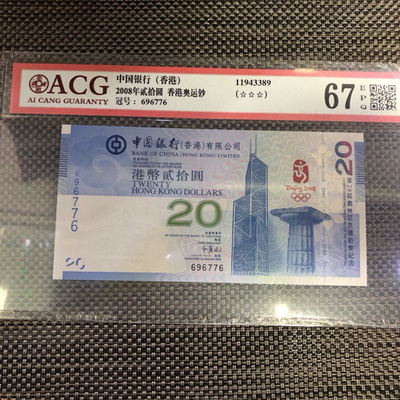 ACG
AI CANG GUARANTY
中国银行（香港）
2008年贰拾圆 香港奥运钞
冠号：696776
11943389
(☆☆☆)
67
EPQ
中國銀行(香港)有限公司
BANK OF CHINA (HONG KONG) LIMITED
港幣貳拾圓
TWENTY
HONG KONG DOLLARS
20
696776
696776
Beijing 2008
20